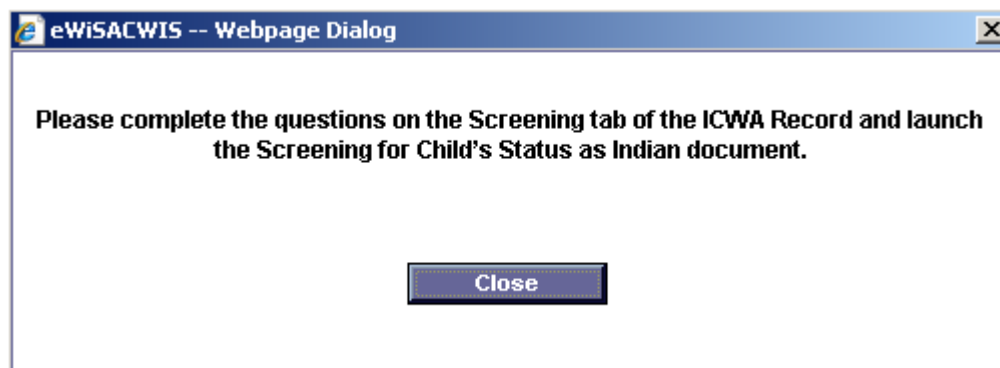 eWiSACWIS -- Webpage Dialog
Please complete the questions on the Screening tab of the ICWA Record and launch
the Screening for Child's Status as Indian document.
Close